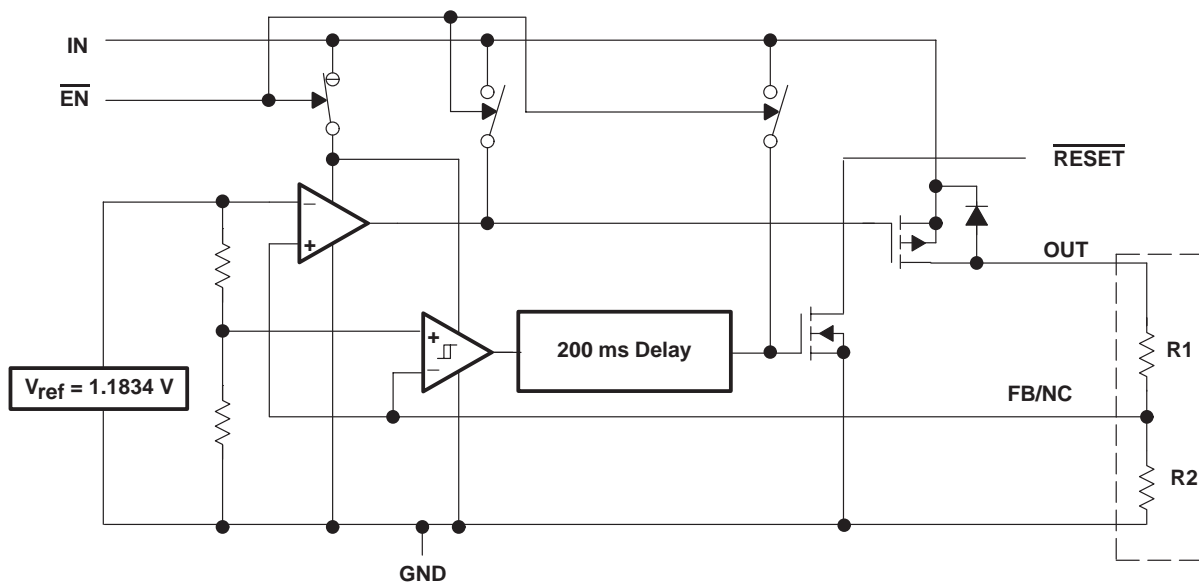 IN
EN
RESET
OUT
−
+
+
−
200 ms Delay
R1
Vref = 1.1834 V
FB/NC
R2
GND